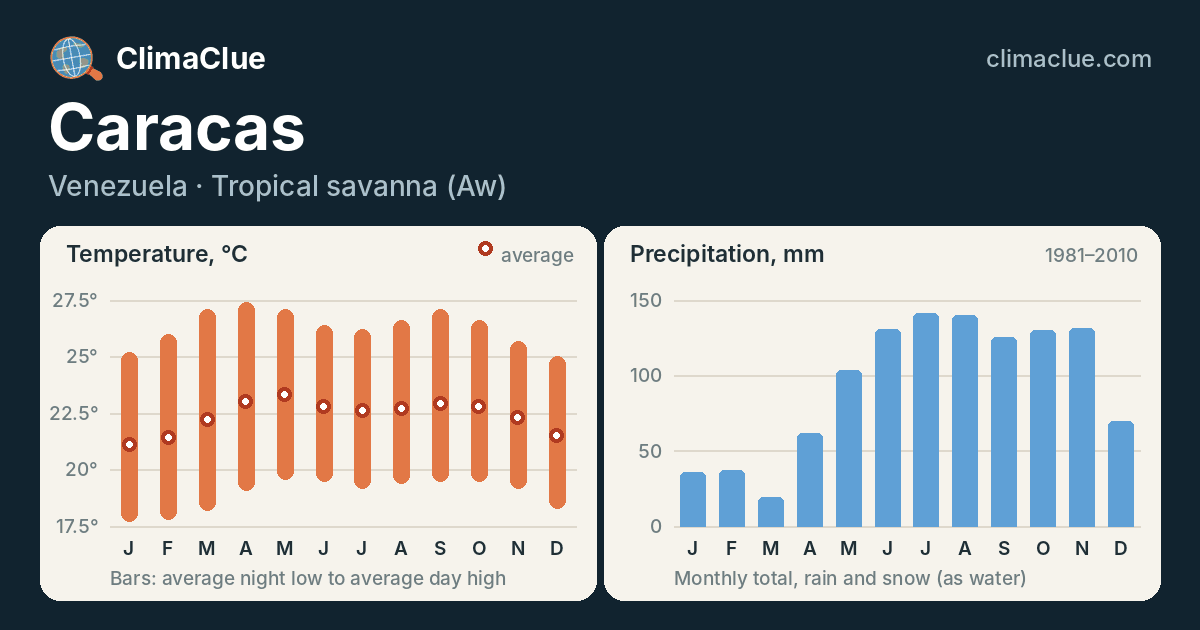 ClimaClue
climaclue.com
Caracas
Venezuela · Tropical savanna (Aw)
Temperature, °C
average
27.5°
25°
22.5°
20°
17.5°
J F M A M J J A S O N D
Bars: average night low to average day high
Precipitation, mm
1981–2010
150
100
50
0
J F M A M J J A S O N D
Monthly total, rain and snow (as water)